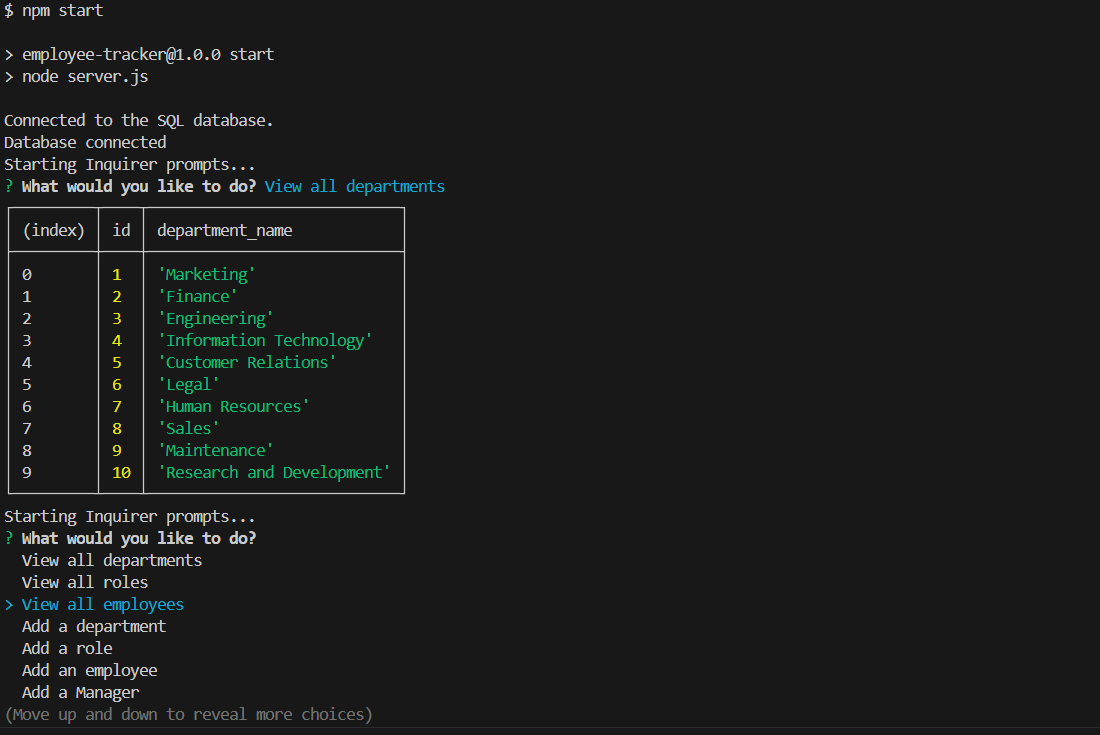 $ npm start
> employee-tracker@1.0.0 start
> node server.js
Connected to the SQL database.
Database connected
Starting Inquirer prompts...
? What would you like to do? View all departments
(index) id department_name
0 1 'Marketing'
1 2 'Finance'
2 3 'Engineering'
3 4 'Information Technology'
4 5 'Customer Relations'
5 6 'Legal'
6 7 'Human Resources'
7 8 'Sales'
8 9 'Maintenance'
9 10 'Research and Development'
Starting Inquirer prompts...
? What would you like to do?
View all departments
View all roles
> View all employees
Add a department
Add a role
Add an employee
Add a Manager
(Move up and down to reveal more choices)